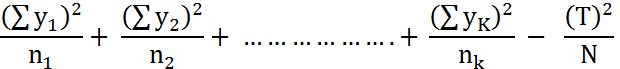 (∑y₁)²/n₁ + (∑y₂)²/n₂ + ………………. + (∑y_K)²/n_k − (T)²/N